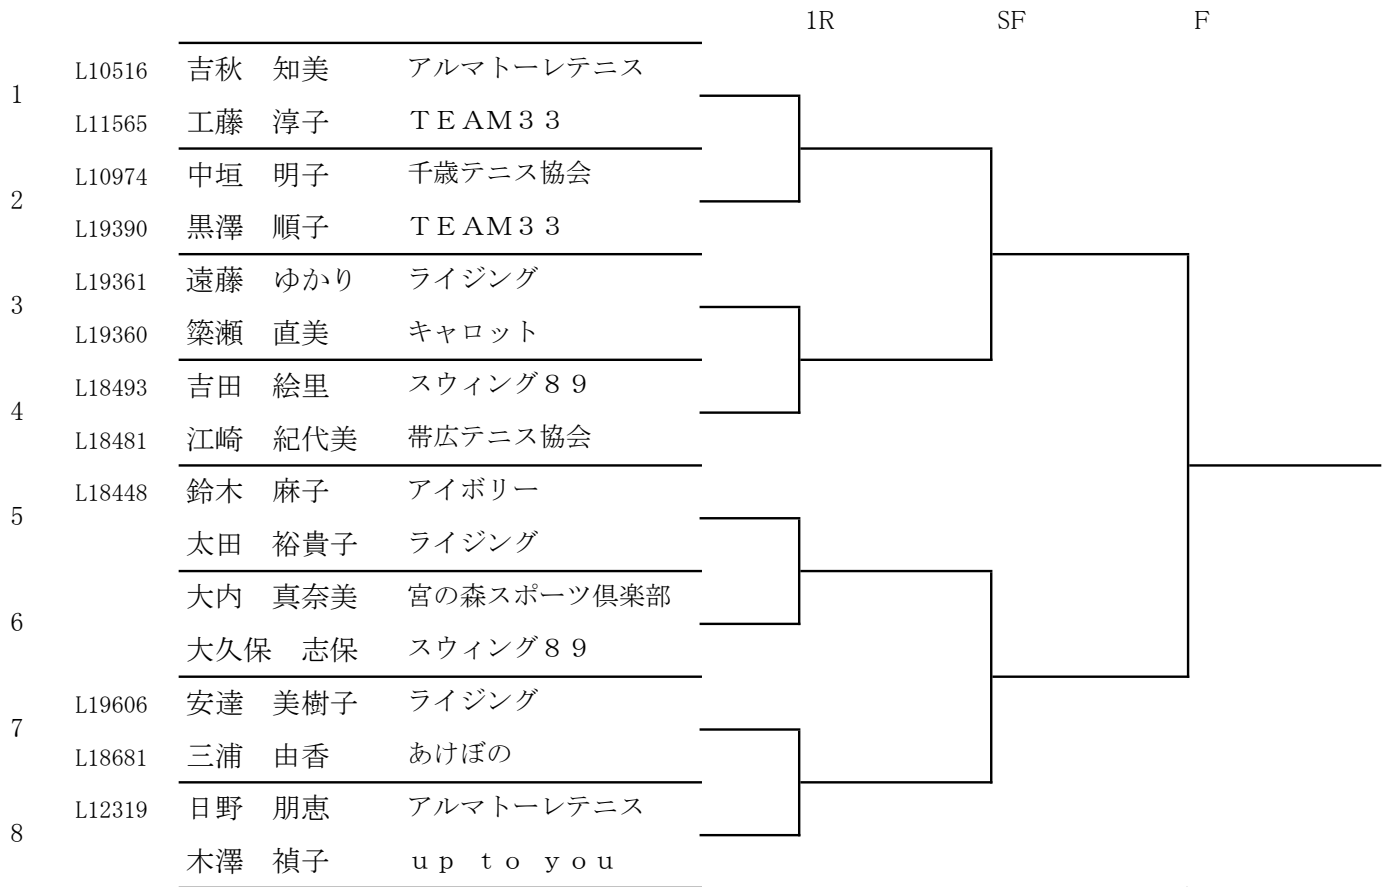 1R SF F
L10516 吉秋　知美 アルマトーレテニス
1
L11565 工藤　淳子 ＴＥＡＭ３３
L10974 中垣　明子 千歳テニス協会
2
L19390 黒澤　順子 ＴＥＡＭ３３
L19361 遠藤　ゆかり ライジング
3
L19360 簗瀬　直美 キャロット
L18493 吉田　絵里 スウィング８９
4
L18481 江崎　紀代美 帯広テニス協会
L18448 鈴木　麻子 アイボリー
5
太田　裕貴子 ライジング
大内　真奈美 宮の森スポーツ倶楽部
6
大久保　志保 スウィング８９
L19606 安達　美樹子 ライジング
7
L18681 三浦　由香 あけぼの
L12319 日野　朋恵 アルマトーレテニス
8
木澤　禎子 ｕｐ　ｔｏ　ｙｏｕ